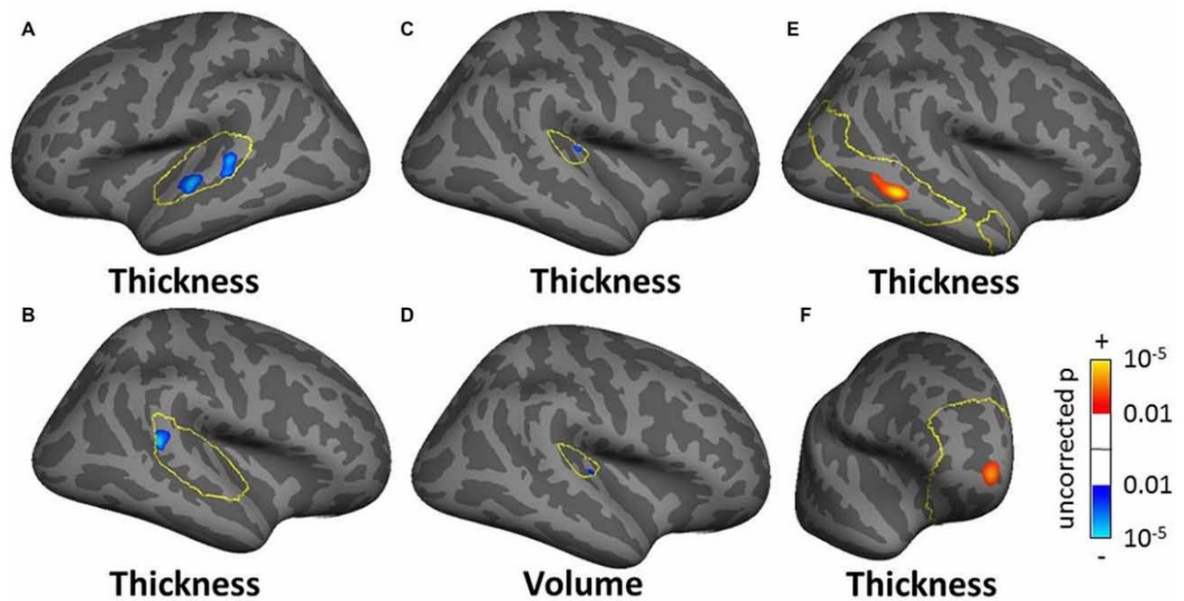 A
C
E
Thickness
Thickness
Thickness
B
D
F
Thickness
Volume
Thickness
uncorrected p
+
10-5
0.01
0.01
10-5
-